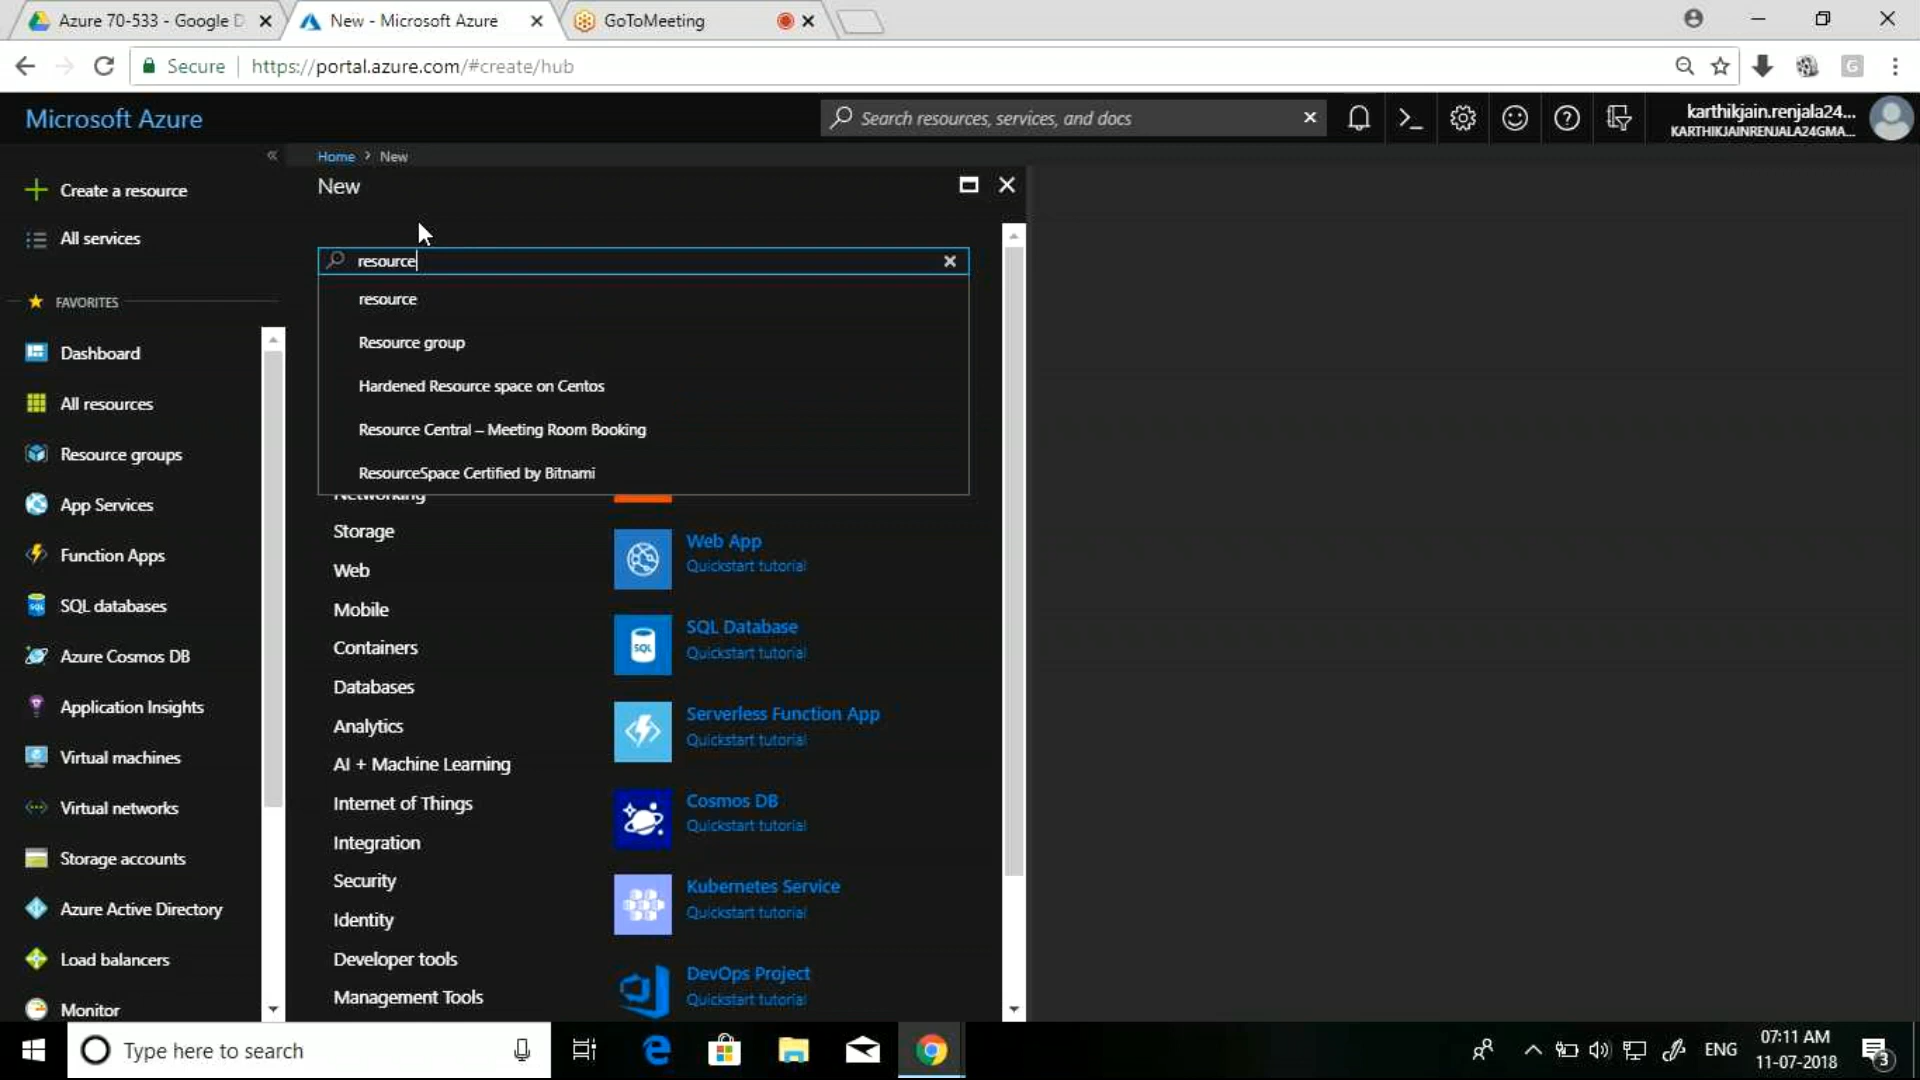 Azure 70-533 - Google D
New - Microsoft Azure
GoToMeeting
Secure
https://portal.azure.com/#create/hub
G
Microsoft Azure
Search resources, services, and docs
karthikjain.renjala24...
KARTHIKJAINRENJALA24GMA...
Home > New
New
Create a resource
All services
FAVORITES
Dashboard
All resources
Resource groups
App Services
Function Apps
SQL databases
Azure Cosmos DB
Application Insights
Virtual machines
Virtual networks
Storage accounts
Azure Active Directory
Load balancers
Monitor
resource
resource
Resource group
Hardened Resource space on Centos
Resource Central – Meeting Room Booking
ResourceSpace Certified by Bitnami
Networking
Storage
Web
Mobile
Containers
Databases
Analytics
AI + Machine Learning
Internet of Things
Integration
Security
Identity
Developer tools
Management Tools
Web App
Quickstart tutorial
SQL
SQL Database
Quickstart tutorial
Serverless Function App
Quickstart tutorial
Cosmos DB
Quickstart tutorial
Kubernetes Service
Quickstart tutorial
DevOps Project
Quickstart tutorial
Type here to search
ENG
07:11 AM
11-07-2018
3